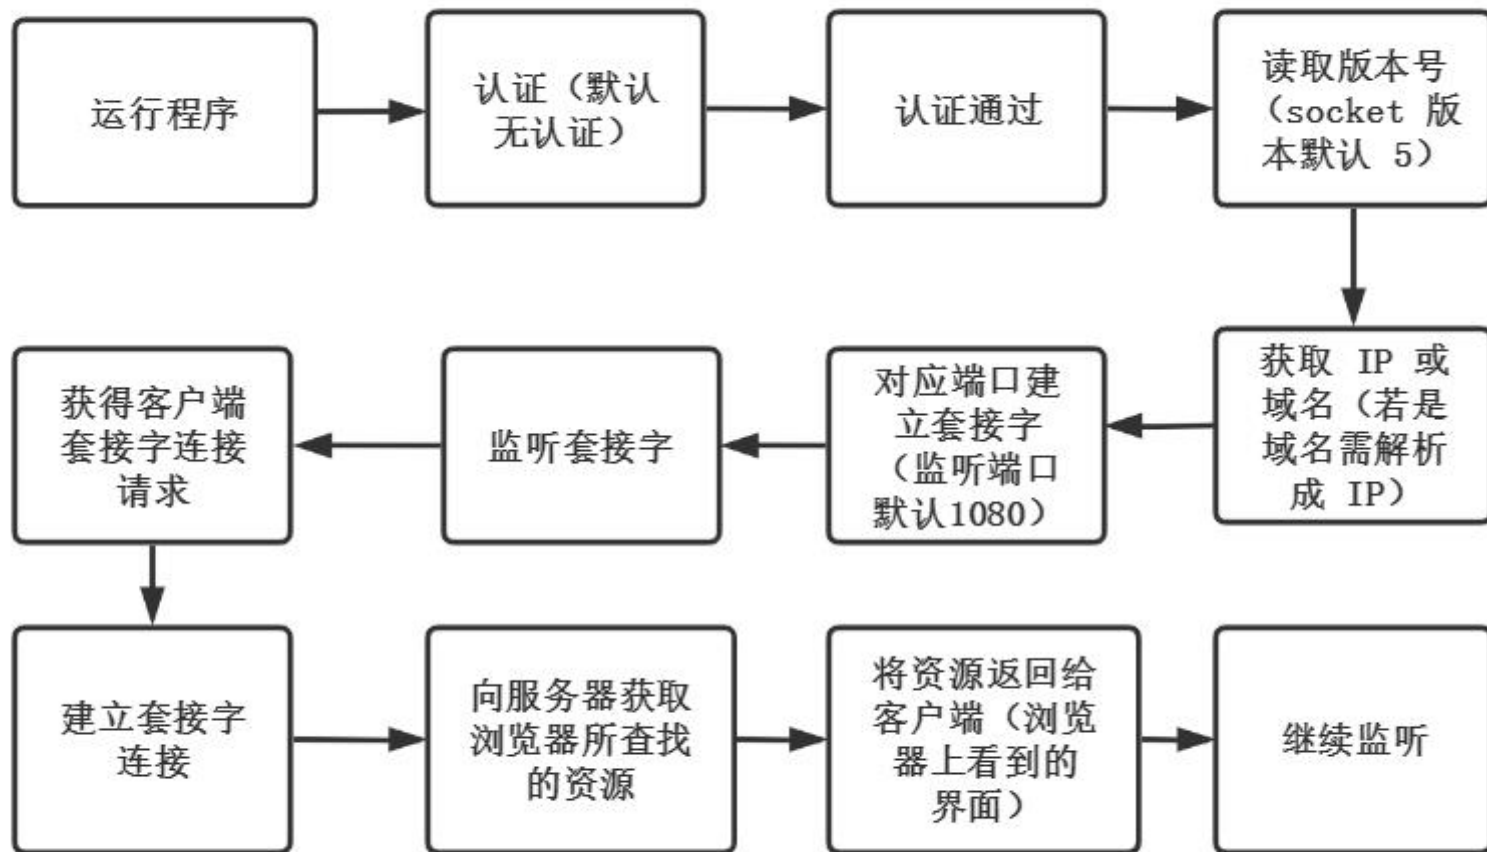 运行程序
认证（默认
无认证）
认证通过
读取版本号
（socket 版
本默认 5）
获取 IP 或
域名（若是
域名需解析
成 IP）
对应端口建
立套接字
（监听端口
默认1080）
监听套接字
获得客户端
套接字连接
请求
建立套接字
连接
向服务器获取
浏览器所查找
的资源
将资源返回给
客户端（浏览
器上看到的
界面）
继续监听